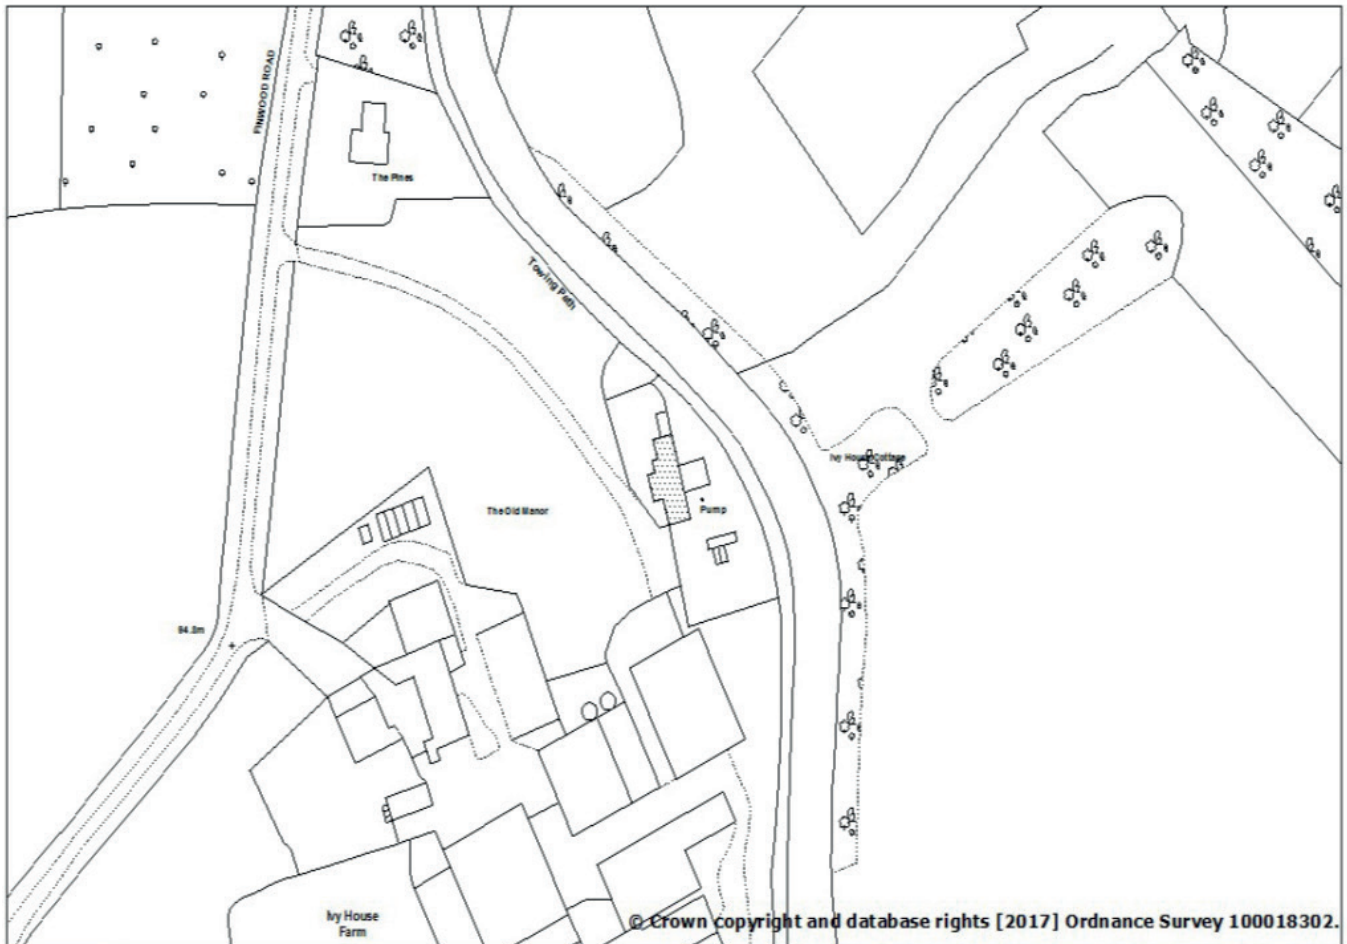 PINWOOD ROAD
The Pines
Towing Path
Ivy House Cottage
The Old Manor
Pump
94.8m
Ivy House
Farm
© Crown copyright and database rights [2017] Ordnance Survey 100018302.